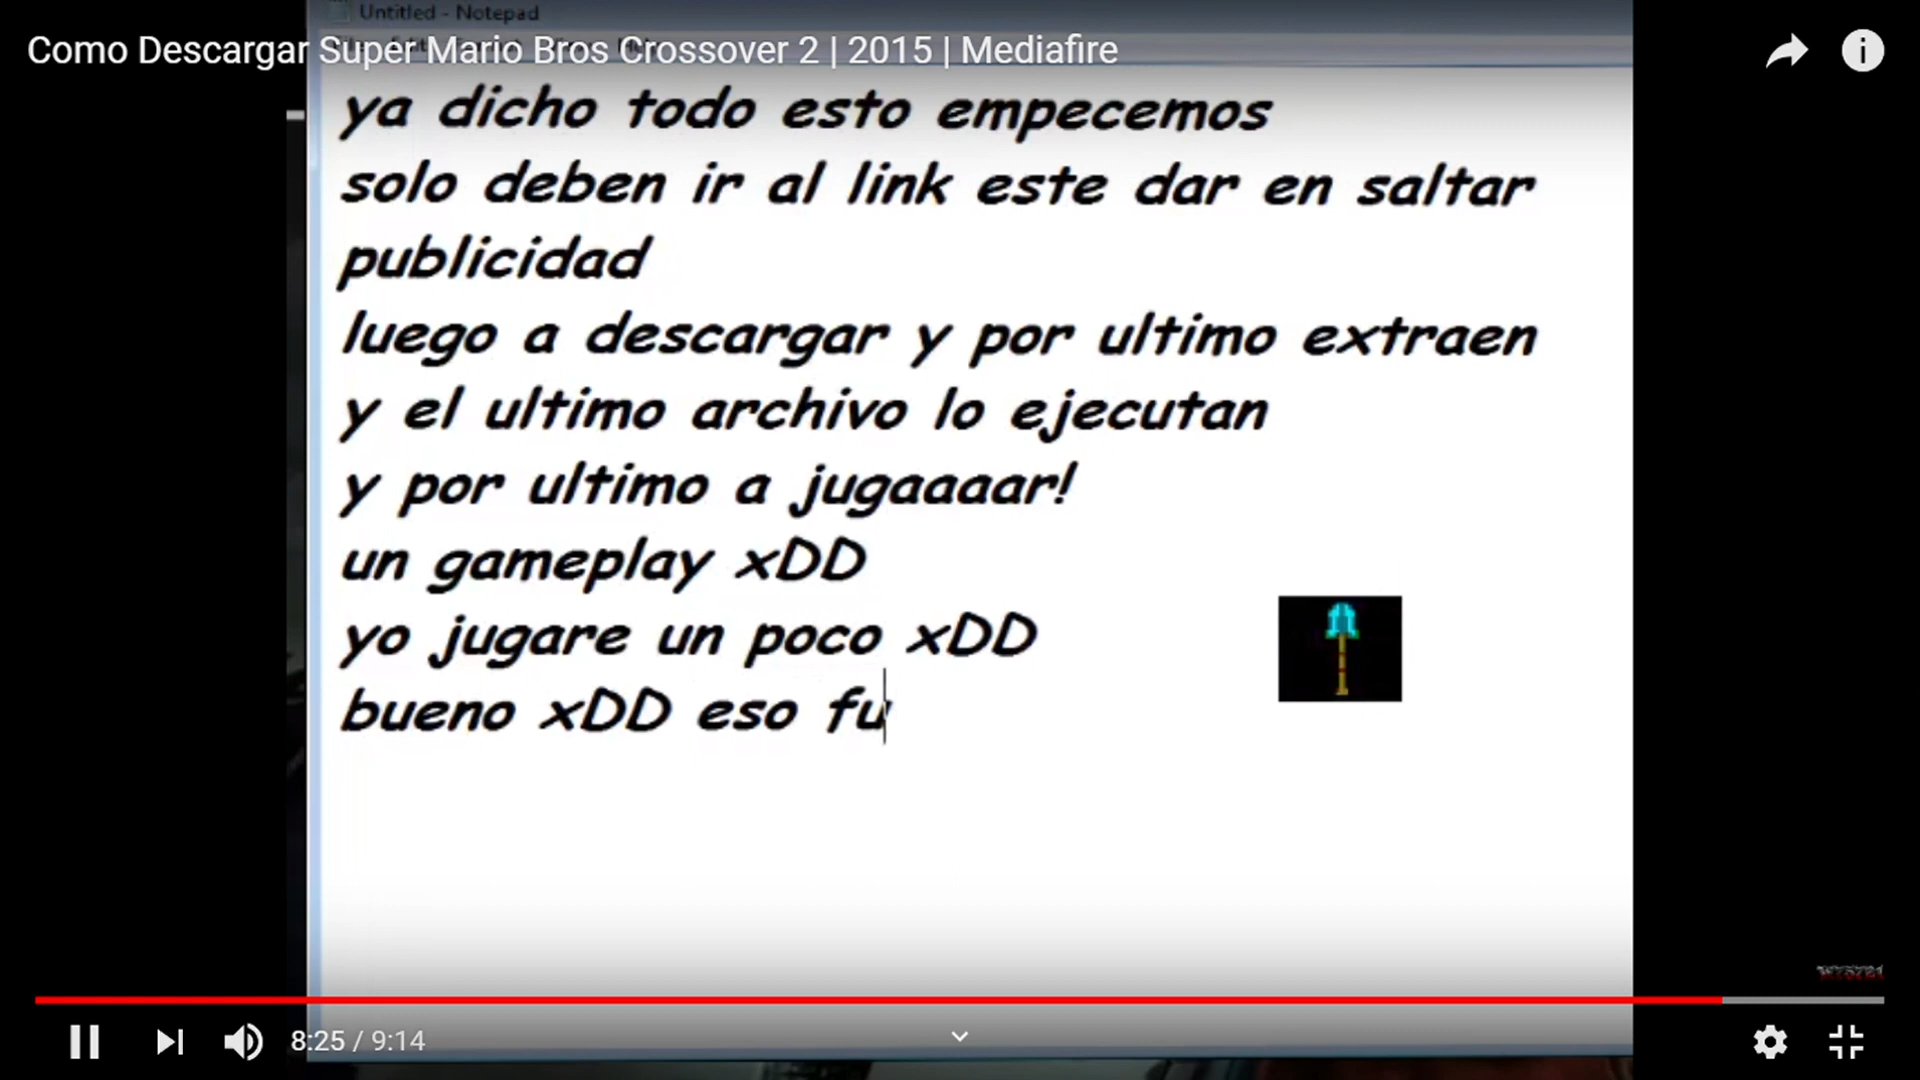 Untitled - Notepad
Como Descargar Super Mario Bros Crossover 2 | 2015 | Mediafire
ya dicho todo esto empecemos
solo deben ir al link este dar en saltar
publicidad
luego a descargar y por ultimo extraen
y el ultimo archivo lo ejecutan
y por ultimo a jugaaaar!
un gameplay xDD
yo jugare un poco xDD
bueno xDD eso fu
8:25 / 9:14